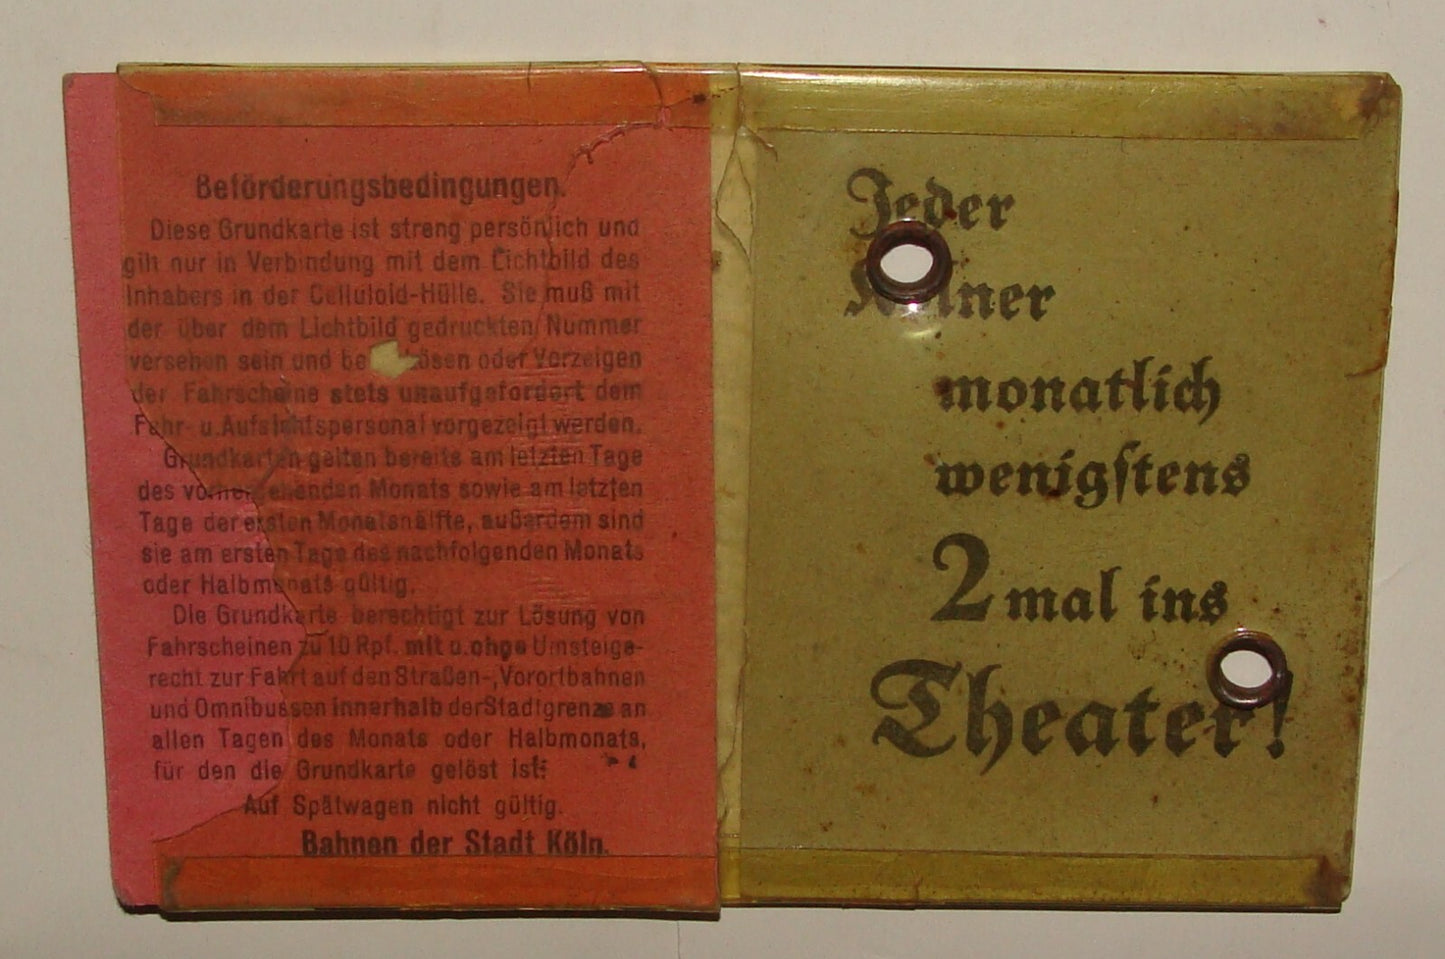 Beförderungsbedingungen.
Diese Grundkarte ist streng persönlich und
gilt nur in Verbindung mit dem Lichtbild des
Inhabers in der Celluloid-Hülle. Sie muß mit
der über dem Lichtbild gedruckten Nummer
versehen sein und oder Vorzeigen
der Fahrscheine stets unaufgefordert dem
Fahr- u. Aufsichtspersonal vorgezeigt werden.
Grundkarten gelten bereits am letzten Tage
des vorhergehenden Monats sowie am letzten
Tage der ersten Monatshälfte, außerdem sind
sie am ersten Tage des nachfolgenden Monats
oder Halbmonats gültig.
Die Grundkarte berechtigt zur Lösung von
Fahrscheinen zu 10 Rpf. mit u. ohne Umsteige-
recht zur Fahrt auf den Straßen-, Vorortbahnen
und Omnibussen innerhalb der Stadtgrenze an
allen Tagen des Monats oder Halbmonats,
für den die Grundkarte gelöst ist.
Auf Spätwagen nicht gültig.
Bahnen der Stadt Köln.
Jeder
monatlich
wenigstens
2 mal ins
Theater!